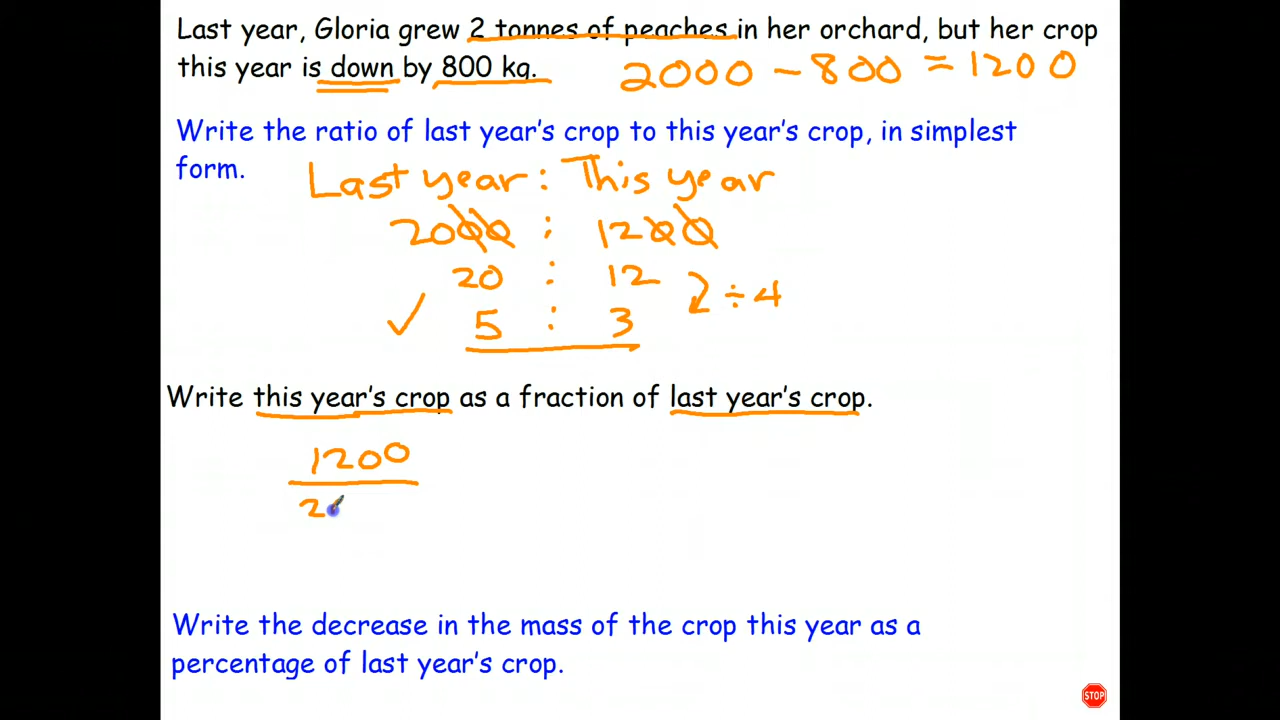 Last year, Gloria grew 2 tonnes of peaches in her orchard, but her crop
this year is down by 800 kg.
2000 - 800 = 1200
Write the ratio of last year's crop to this year's crop, in simplest
form.
Last year : This year
2000 : 1200
20 : 12
÷ 4
✓ 5 : 3
Write this year's crop as a fraction of last year's crop.
1200
2
Write the decrease in the mass of the crop this year as a
percentage of last year's crop.
STOP